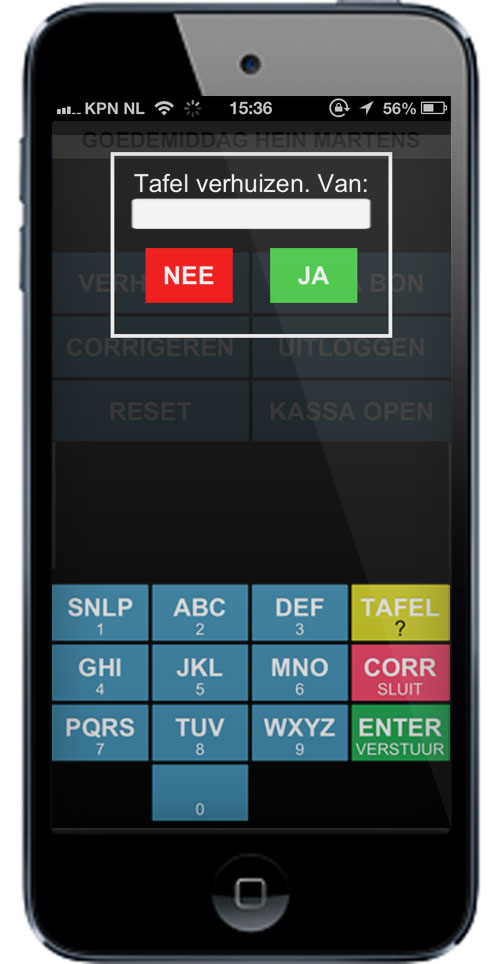 KPN NL 15:36 56%
GOEDEMIDDAG HEIN MARTENS
Tafel verhuizen. Van:
NEE JA
VERH BON
CORRIGEREN UITLOGGEN
RESET KASSA OPEN
SNLP ABC DEF TAFEL
1 2 3 ?
GHI JKL MNO CORR
4 5 6 SLUIT
PQRS TUV WXYZ ENTER
7 8 9 VERSTUUR
0